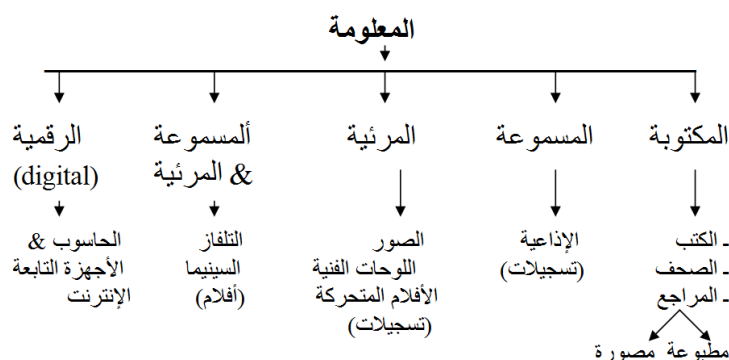 المعلومة
المكتوبة
المسموعة
المرئية
ألمسموعة
& المرئية
الرقمية
(digital)
ـ الكتب
ـ الصحف
ـ المراجع
مطبوعة مصورة
الإذاعية
(تسجيلات)
الصور
اللوحات الفنية
الأفلام المتحركة
(تسجيلات)
التلفاز
السينيما
(أفلام)
الحاسوب &
الأجهزة التابعة
الإنترنت